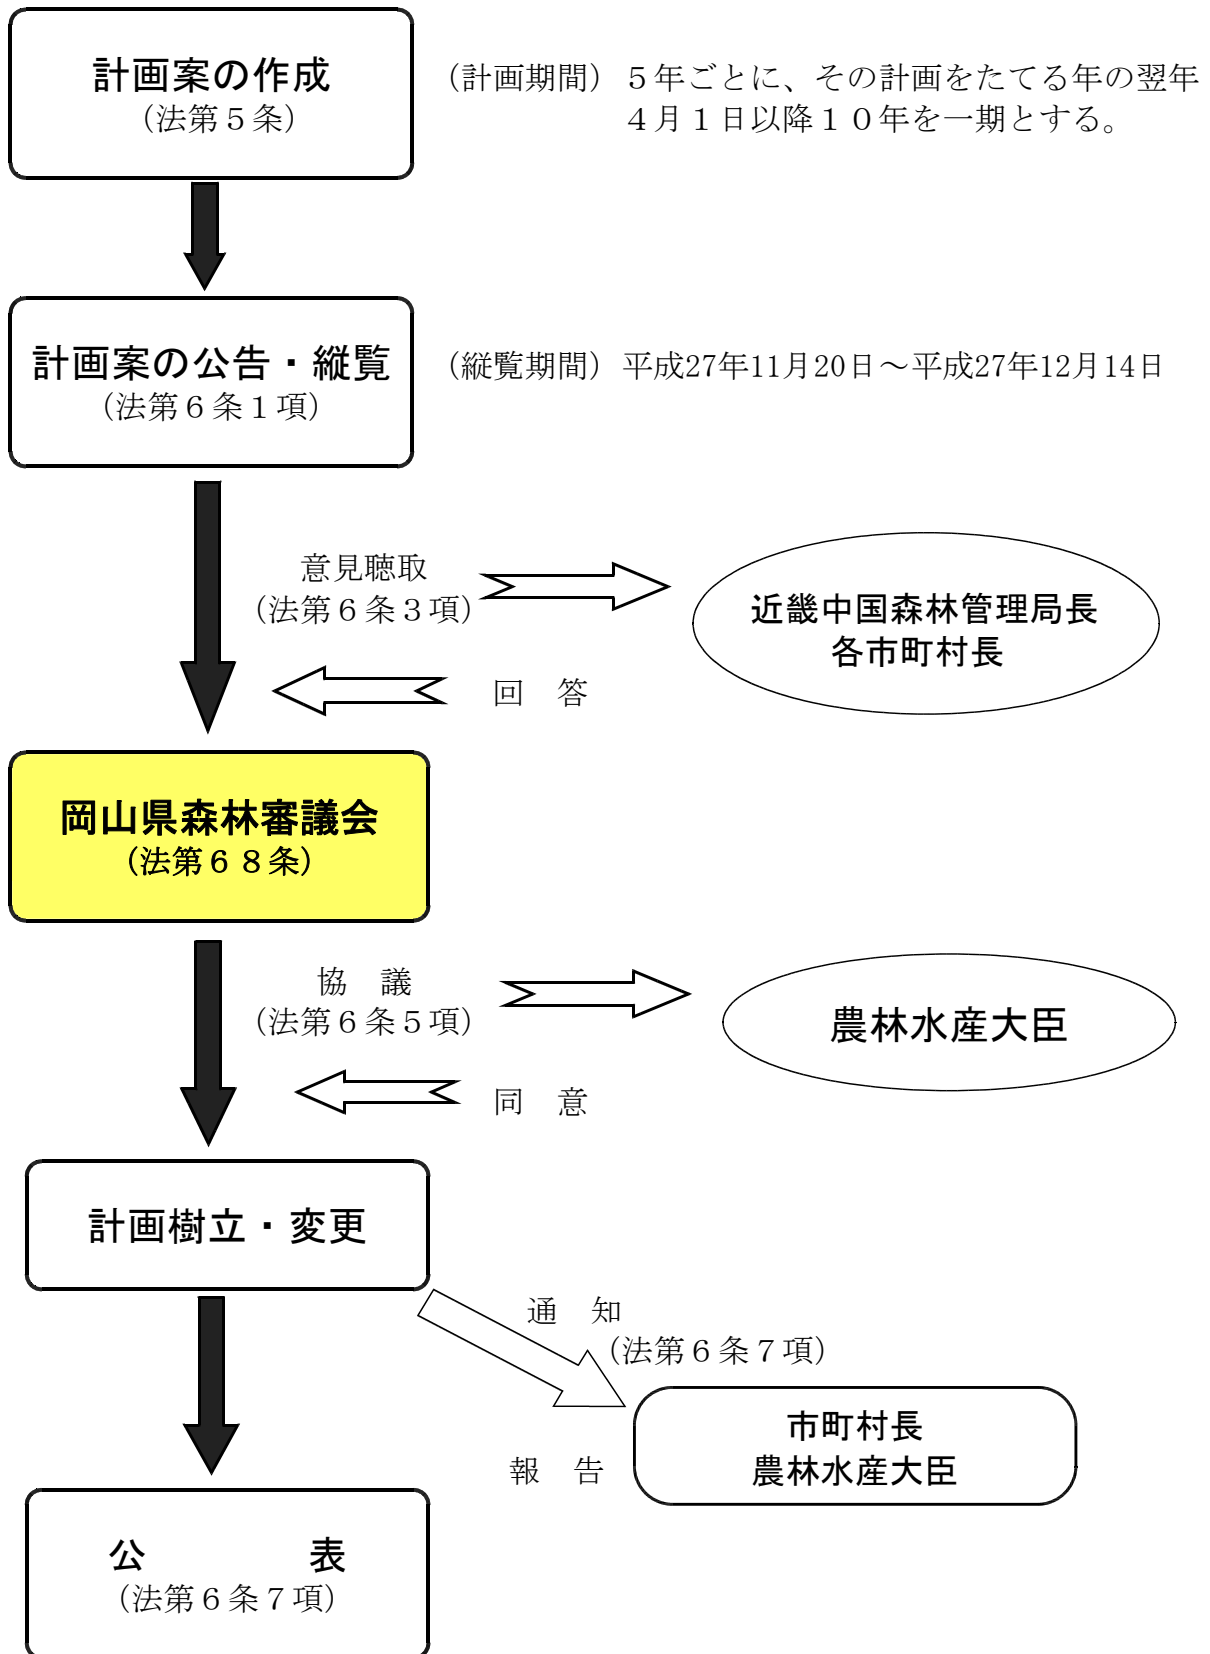 計画案の作成
（法第５条）
（計画期間）５年ごとに、その計画をたてる年の翌年
４月１日以降１０年を一期とする。
計画案の公告・縦覧
（法第６条１項）
（縦覧期間）平成27年11月20日～平成27年12月14日
意見聴取
（法第６条３項）
近畿中国森林管理局長
各市町村長
回　答
岡山県森林審議会
（法第６８条）
協　議
（法第６条５項）
農林水産大臣
同　意
計画樹立・変更
通　知
（法第６条７項）
市町村長
報　告
農林水産大臣
公　　　　表
（法第６条７項）